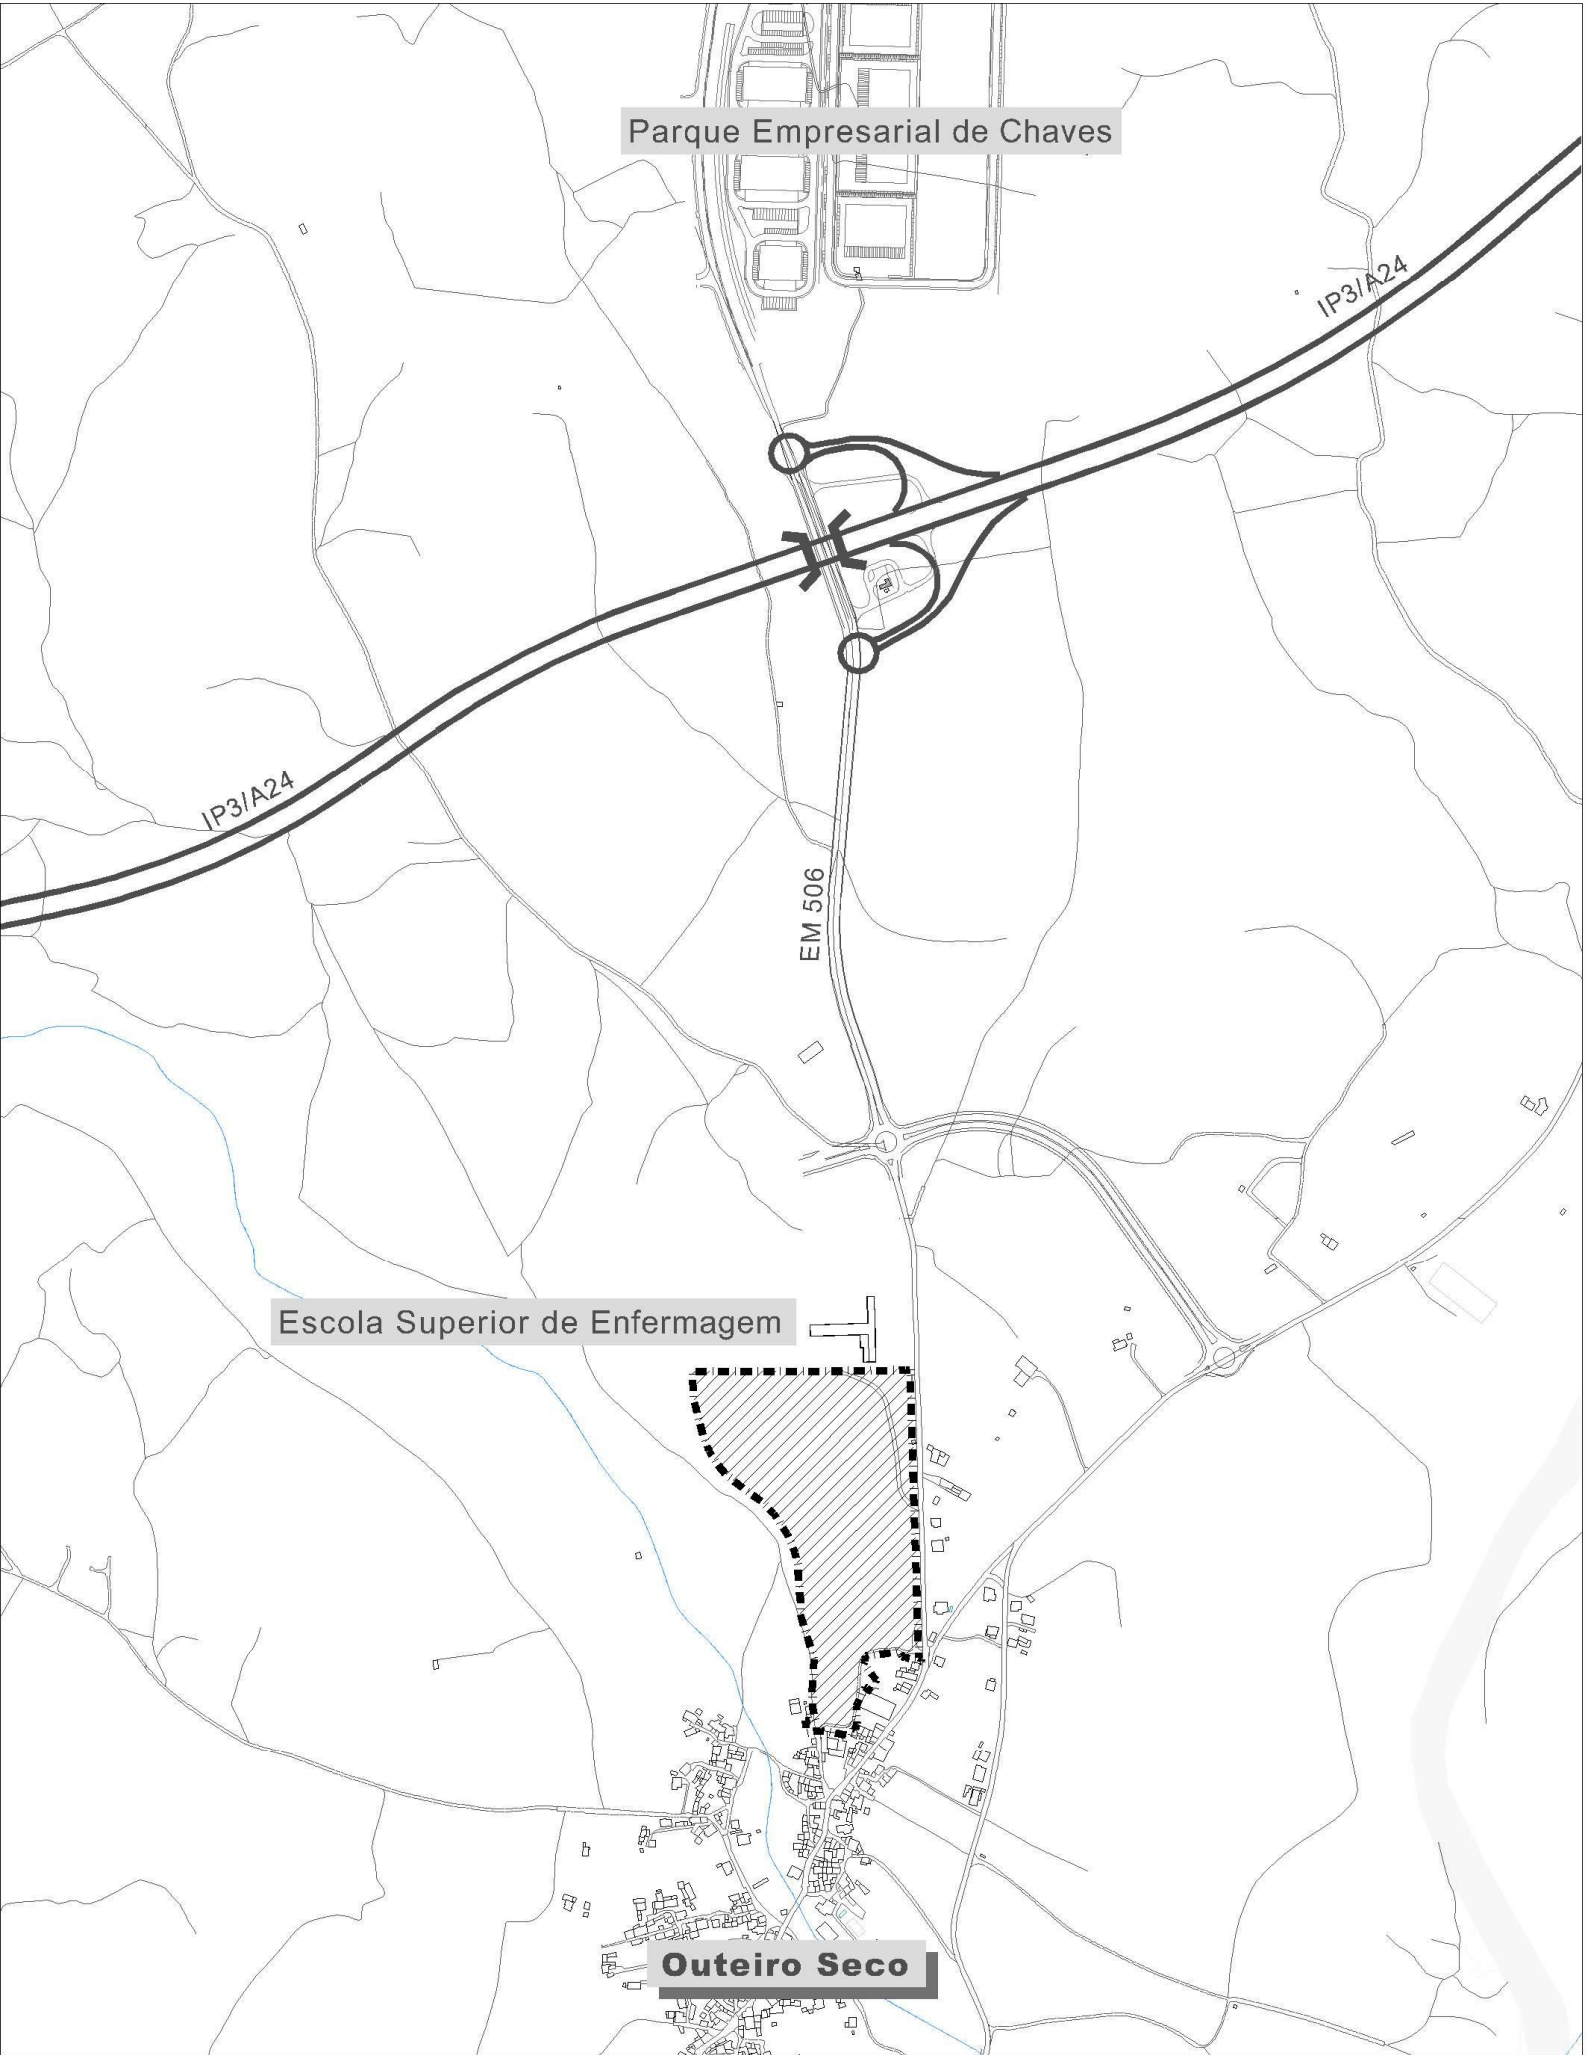 Parque Empresarial de Chaves
IP3/A24
IP3/A24
EM 506
Escola Superior de Enfermagem
Outeiro Seco